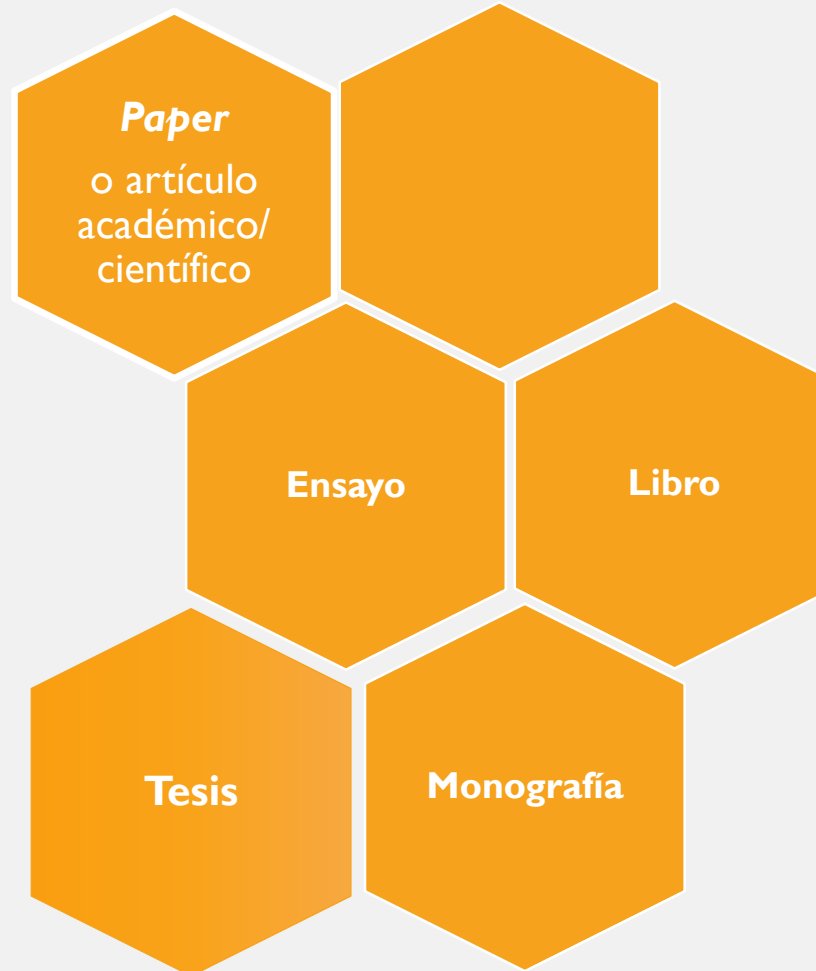 Paper
o artículo
académico/
científico
Ensayo
Libro
Tesis
Monografía